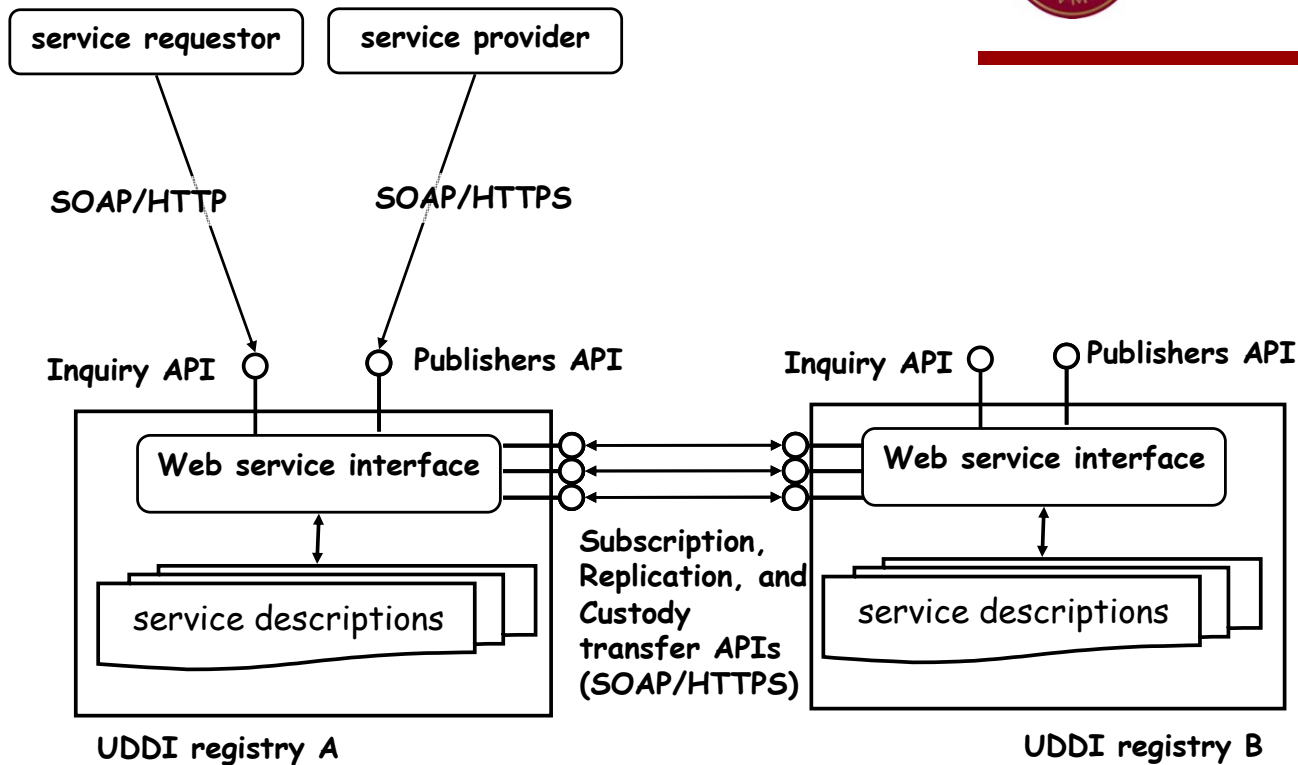 service requestor
service provider
SOAP/HTTP
SOAP/HTTPS
Inquiry API
Publishers API
Inquiry API
Publishers API
Web service interface
Web service interface
Subscription,
Replication, and
Custody
transfer APIs
(SOAP/HTTPS)
service descriptions
service descriptions
UDDI registry A
UDDI registry B